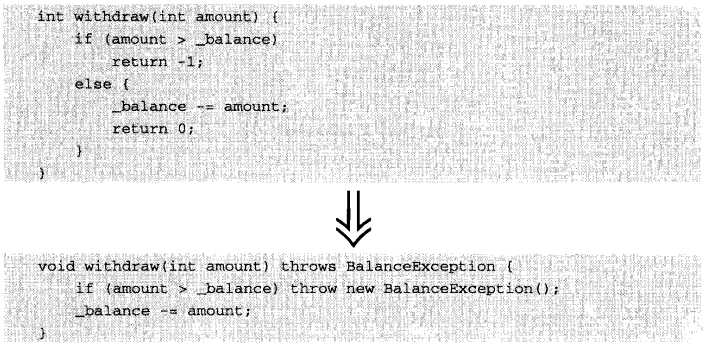 int withdraw(int amount) {
    if (amount > _balance)
        return -1;
    else {
        _balance -= amount;
        return 0;
    }
}
void withdraw(int amount) throws BalanceException {
    if (amount > _balance) throw new BalanceException();
    _balance -= amount;
}